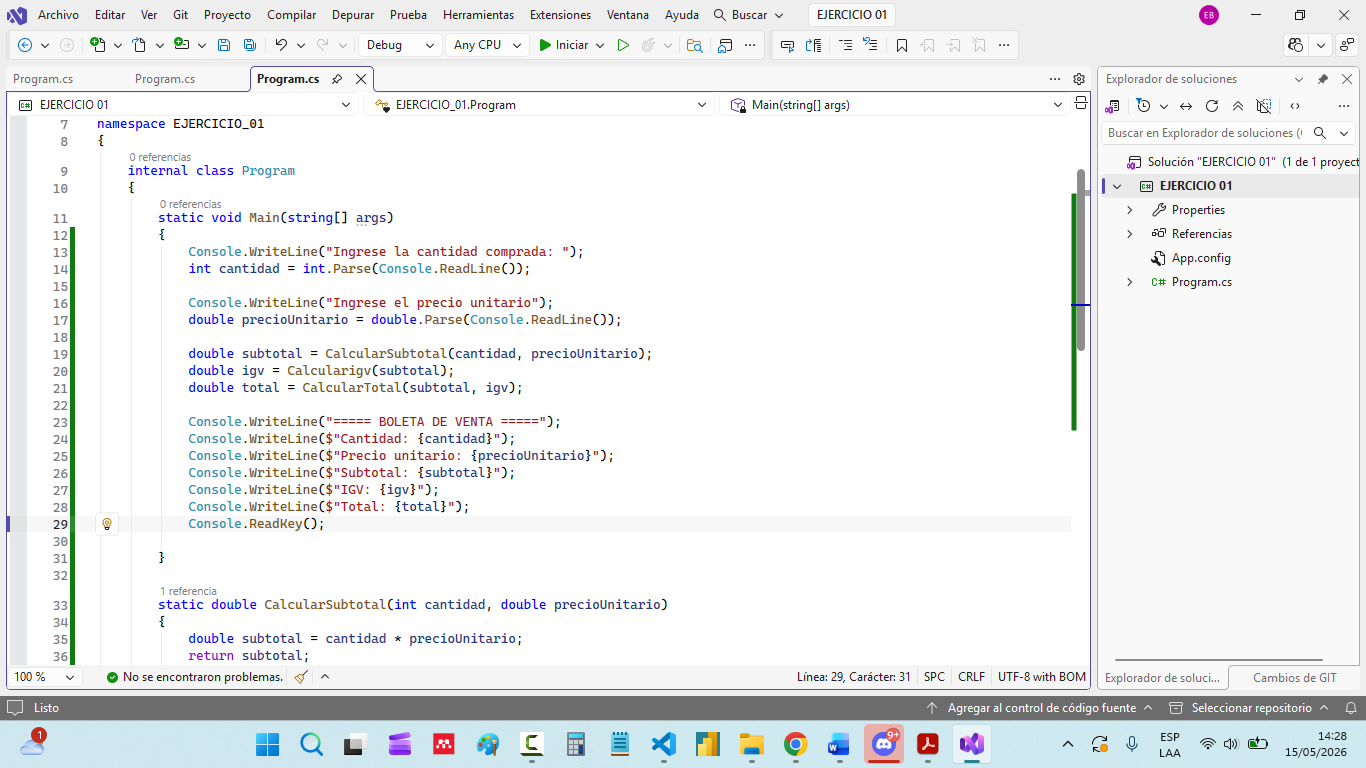 Archivo Editar Ver Git Proyecto Compilar Depurar Prueba Herramientas Extensiones Ventana Ayuda Buscar EJERCICIO 01 EB
Debug Any CPU Iniciar
Program.cs Program.cs Program.cs
EJERCICIO 01 EJERCICIO_01.Program Main(string[] args)
7 namespace EJERCICIO_01
8 {
0 referencias
9 internal class Program
10 {
0 referencias
11 static void Main(string[] args)
12 {
13 Console.WriteLine("Ingrese la cantidad comprada: ");
14 int cantidad = int.Parse(Console.ReadLine());
15
16 Console.WriteLine("Ingrese el precio unitario");
17 double precioUnitario = double.Parse(Console.ReadLine());
18
19 double subtotal = CalcularSubtotal(cantidad, precioUnitario);
20 double igv = Calcularigv(subtotal);
21 double total = CalcularTotal(subtotal, igv);
22
23 Console.WriteLine("===== BOLETA DE VENTA =====");
24 Console.WriteLine($"Cantidad: {cantidad}");
25 Console.WriteLine($"Precio unitario: {precioUnitario}");
26 Console.WriteLine($"Subtotal: {subtotal}");
27 Console.WriteLine($"IGV: {igv}");
28 Console.WriteLine($"Total: {total}");
29 Console.ReadKey();
30
31 }
32
1 referencia
33 static double CalcularSubtotal(int cantidad, double precioUnitario)
34 {
35 double subtotal = cantidad * precioUnitario;
36 return subtotal;
100 % No se encontraron problemas. Línea: 29, Carácter: 31 SPC CRLF UTF-8 with BOM
Explorador de soluciones
Buscar en Explorador de soluciones (
Solución "EJERCICIO 01" (1 de 1 proyect
EJERCICIO 01
Properties
Referencias
App.config
C# Program.cs
Explorador de soluci... Cambios de GIT
Listo Agregar al control de código fuente Seleccionar repositorio
1 9+ ESP LAA 14:28 15/05/2026